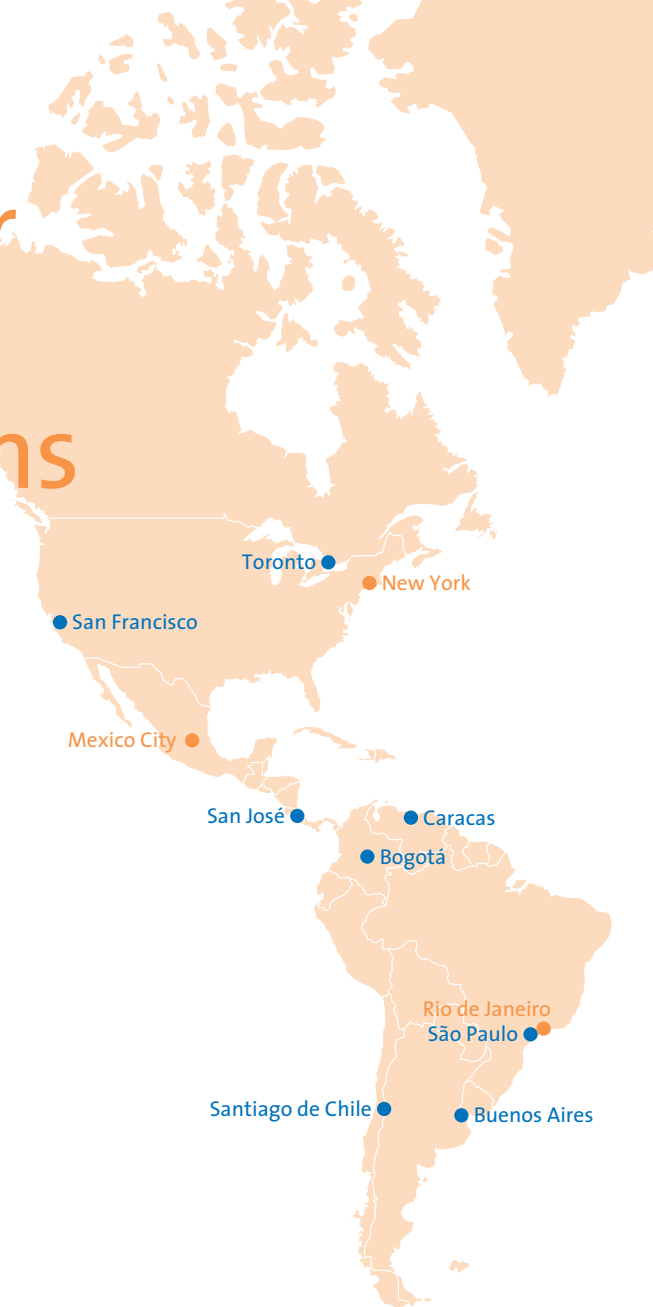 Toronto
New York
San Francisco
Mexico City
San José
Caracas
Bogotá
Rio de Janeiro
São Paulo
Santiago de Chile
Buenos Aires